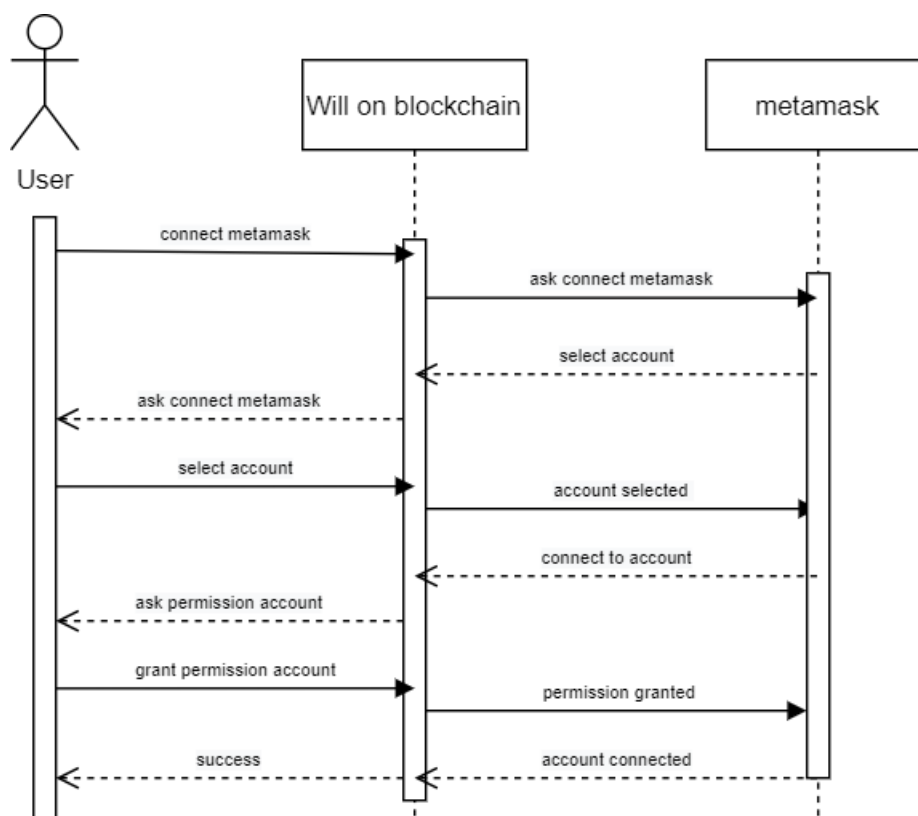 Will on blockchain
metamask
User
connect metamask
ask connect metamask
select account
ask connect metamask
select account
account selected
connect to account
ask permission account
grant permission account
permission granted
success
account connected